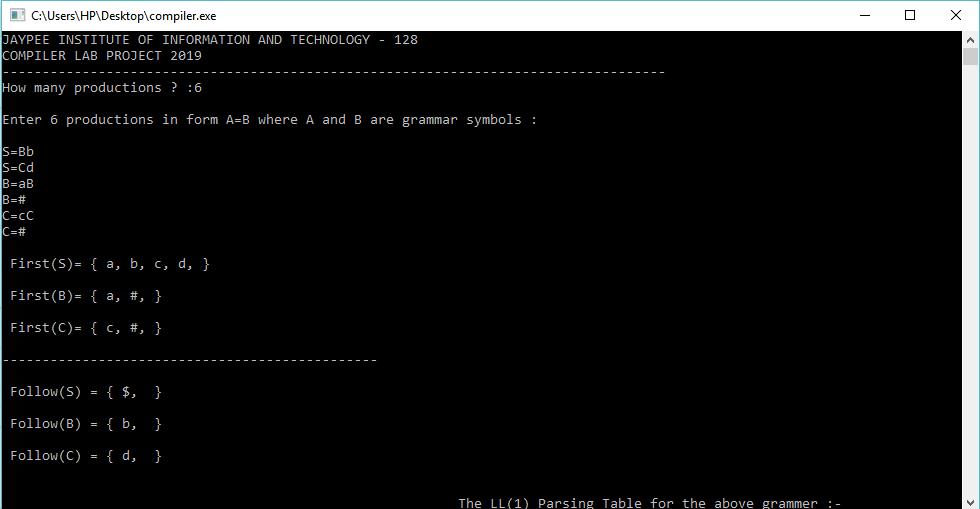 C:\Users\HP\Desktop\compiler.exe
JAYPEE INSTITUTE OF INFORMATION AND TECHNOLOGY - 128
COMPILER LAB PROJECT 2019
-----------------------------------------------------------------------------------
How many productions ? :6
Enter 6 productions in form A=B where A and B are grammar symbols :
S=Bb
S=Cd
B=aB
B=#
C=cC
C=#
First(S)= { a, b, c, d, }
First(B)= { a, #, }
First(C)= { c, #, }
-----------------------------------------------
Follow(S) = { $,  }
Follow(B) = { b,  }
Follow(C) = { d,  }
The LL(1) Parsing Table for the above grammer :-